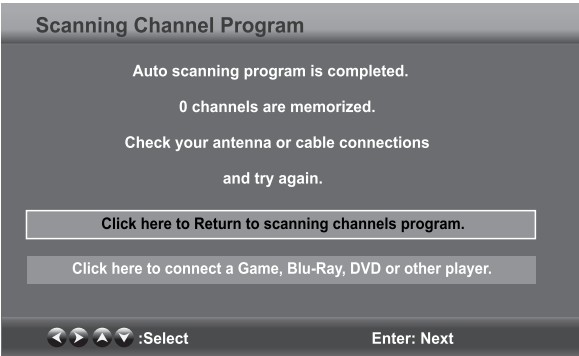 Scanning Channel Program
Auto scanning program is completed.
0 channels are memorized.
Check your antenna or cable connections
and try again.
Click here to Return to scanning channels program.
Click here to connect a Game, Blu-Ray, DVD or other player.
:Select Enter: Next